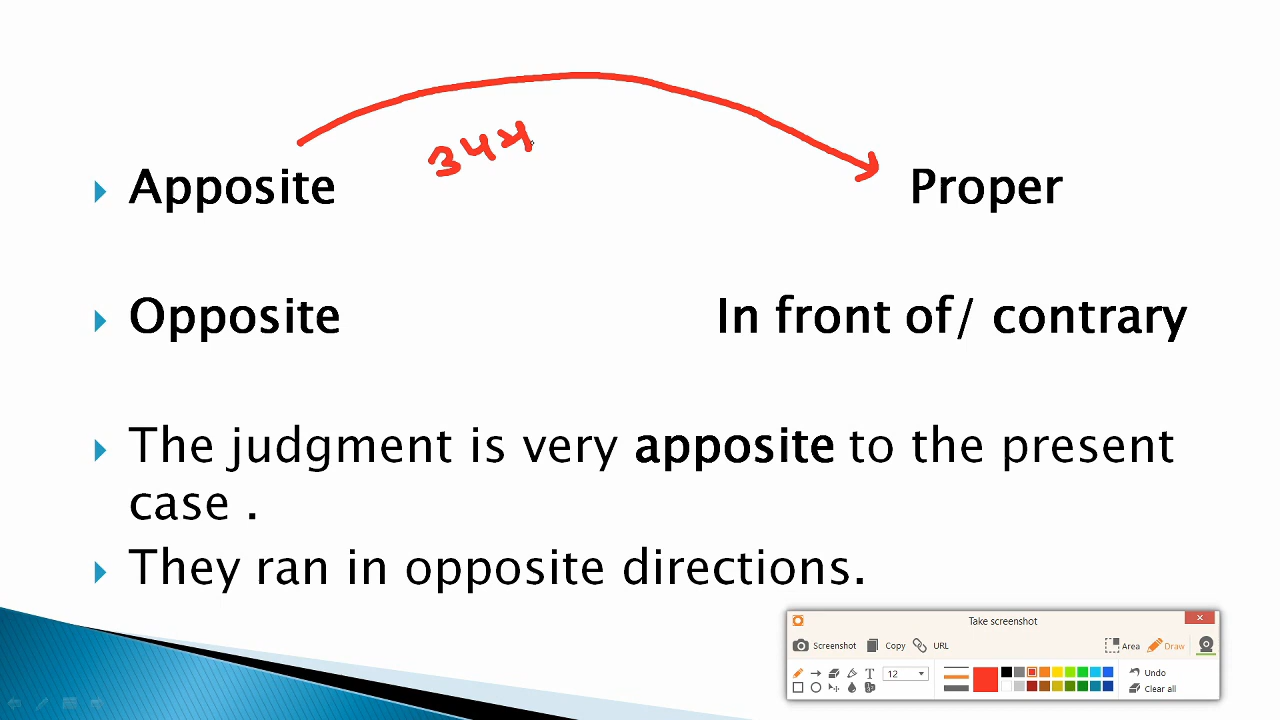 Apposite Proper
Opposite In front of/ contrary
The judgment is very apposite to the present
case .
They ran in opposite directions.
Take screenshot
Screenshot Copy URL Area Draw
T 12 Undo
Clear all